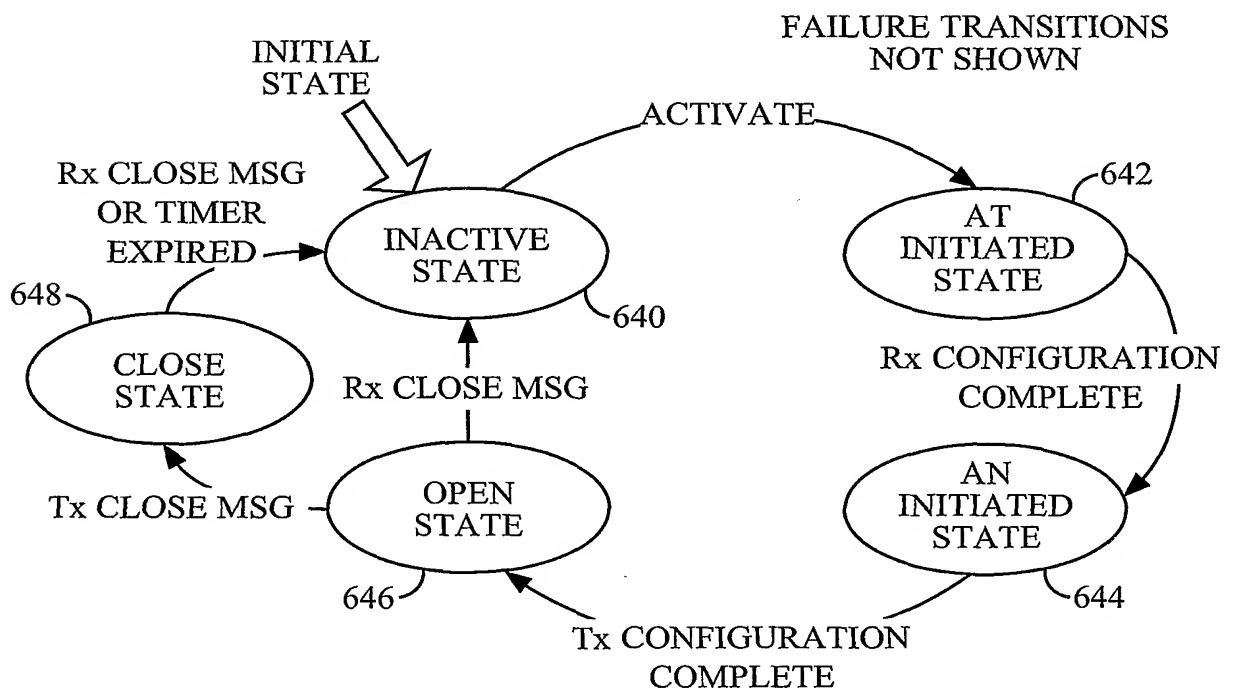 FAILURE TRANSITIONS
NOT SHOWN
INITIAL
STATE
ACTIVATE
Rx CLOSE MSG
OR TIMER
EXPIRED
642
AT
INITIATED
STATE
INACTIVE
STATE
648
640
CLOSE
STATE
Rx CLOSE MSG
Rx CONFIGURATION
COMPLETE
Tx CLOSE MSG
OPEN
STATE
AN
INITIATED
STATE
646
644
Tx CONFIGURATION
COMPLETE